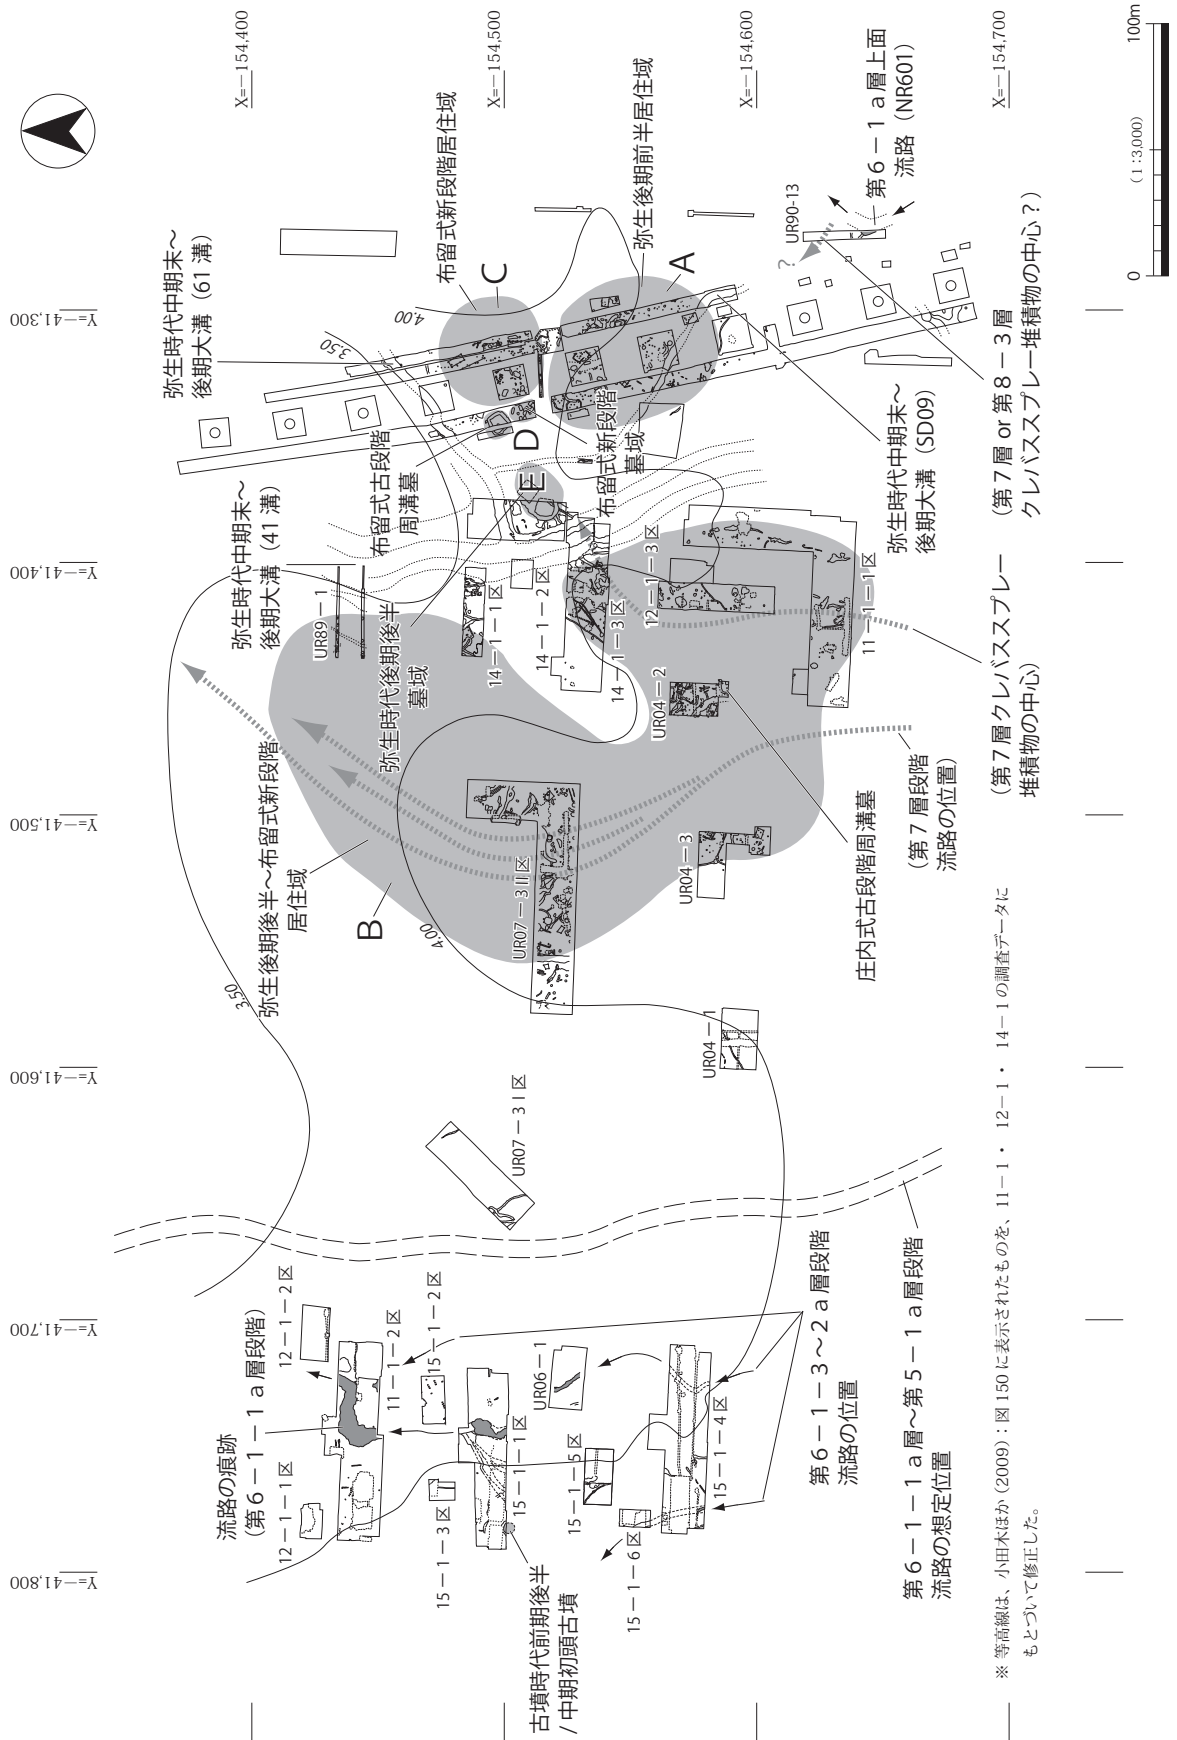 Y=−41,800
Y=−41,700
Y=−41,600
Y=−41,500
Y=−41,400
Y=−41,300
X=−154,400
X=−154,500
X=−154,600
X=−154,700
弥生時代中期末～
後期大溝（61 溝）
弥生時代中期末～
後期大溝（41 溝）
布留式古段階
周溝墓
弥生時代後期後半
墓域
弥生後期後半～布留式新段階
居住域
B
3.50
4.00
3.50
4.00
布留式新段階居住域
C
弥生後期前半居住域
A
D
E
布留式新段階
墓域
UR89－1
14－1－1区
14－1－2区
14－1－3区
12－1－3区
11－1－1区
UR04－2
UR04－3
UR04－1
UR07－3Ⅱ区
UR07－3Ⅰ区
UR90-13
?
第６－１ａ層上面
流路（NR601）
弥生時代中期末～
後期大溝（SD09）
（第７層 or 第８－３層
クレバススプレー堆積物の中心？）
（第７層クレバススプレー
堆積物の中心）
（第７層段階
流路の位置）
庄内式古段階周溝墓
流路の痕跡
（第６－１－１ａ層段階）
12－1－2区
12－1－1区
11－1－2区
15－1－2区
15－1－3区
15－1－1区
UR06－1
15－1－5区
15－1－6区
15－1－4区
古墳時代前期後半
/ 中期初頭古墳
第６－１－３～２ａ層段階
流路の位置
第６－１－１a層～第５－１a層段階
流路の想定位置
0
（1:3,000）
100m
※ 等高線は、小田木ほか (2009)：図 150 に表示されたものを、11－1・ 12－1・ 14－1 の調査データに
もとづいて修正した。